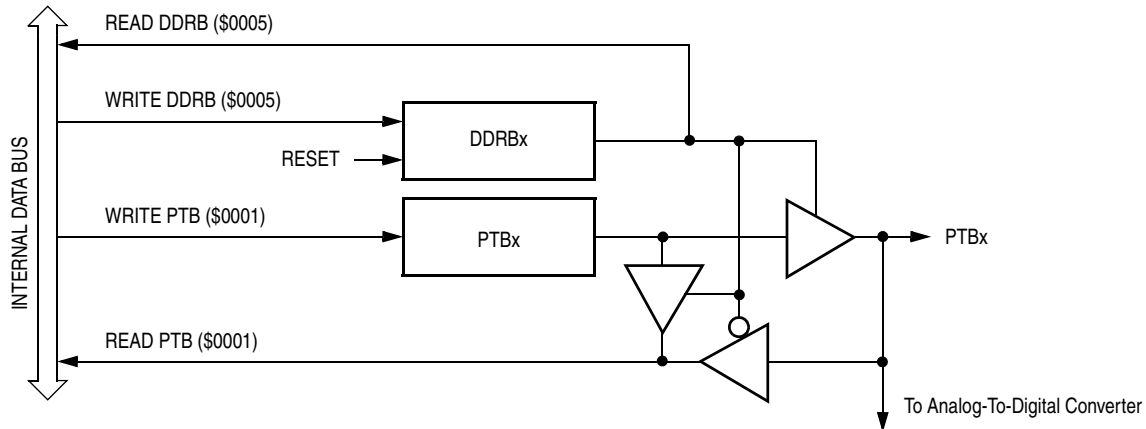 READ DDRB ($0005)
WRITE DDRB ($0005)
DDRBx
RESET
INTERNAL DATA BUS
WRITE PTB ($0001)
PTBx
PTBx
READ PTB ($0001)
To Analog-To-Digital Converter